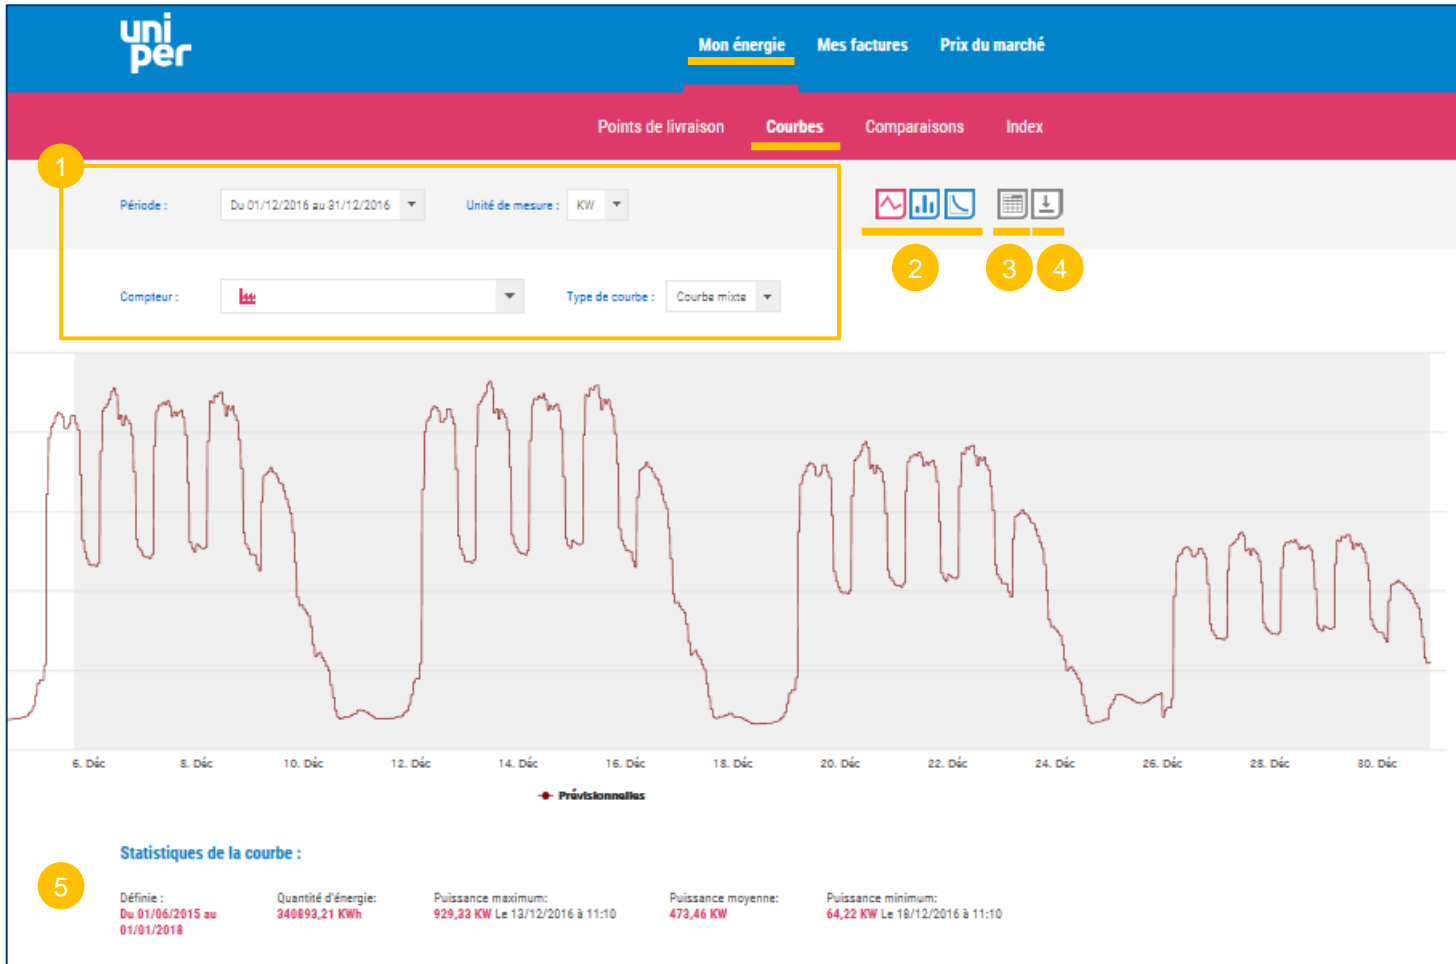 uni
per
Mon énergie Mes factures Prix du marché
Points de livraison Courbes Comparaisons Index
1
Période : Du 01/12/2016 au 31/12/2016 Unité de mesure : KW
2 3 4
Compteur : Type de courbe : Courbe mixte
6. Déc 8. Déc 10. Déc 12. Déc 14. Déc 16. Déc 18. Déc 20. Déc 22. Déc 24. Déc 26. Déc 28. Déc 30. Déc
Prévisionnelles
Statistiques de la courbe :
5
Définie : Quantité d'énergie: Puissance maximum: Puissance moyenne: Puissance minimum:
Du 01/06/2015 au 340893,21 KWh 929,33 KW Le 13/12/2016 à 11:10 473,46 KW 64,22 KW Le 18/12/2016 à 11:10
01/01/2018